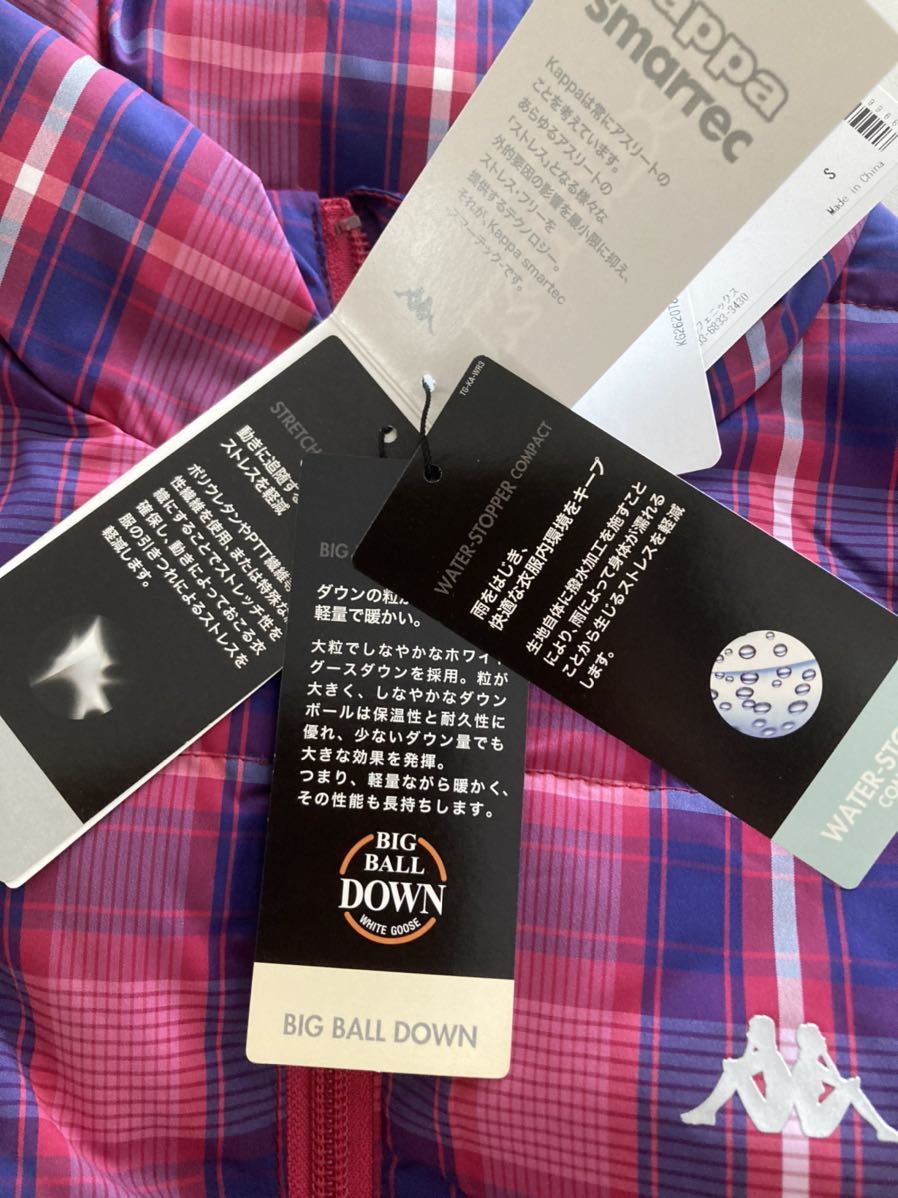 Kappa
smartec
Kappaは常にアスリートの
ことを考えています。
あらゆるアスリートの
「ストレス」となる様々な
外的要因の影響を最小限に抑え、
ストレス・フリーを
提供するテクノロジー。
それが、Kappa smartec
-スマーテック-です。
S
Made in China
フェニックス
KG26207
TG-KA-WR3
STRETCH
動きに追随す
ストレスを軽減
ポリウレタンやPTT繊維
性繊維を使用、または特殊な
織にすることでストレッチ性を
確保し、動きによっておこる衣
服の引きつれによるストレスを
軽減します。
BIG
ダウンの粒が
軽量で暖かい。
大粒でしなやかなホワイト
グースダウンを採用。粒が
大きく、しなやかなダウン
ボールは保温性と耐久性に
優れ、少ないダウン量でも
大きな効果を発揮。
つまり、軽量ながら暖かく、
その性能も長持ちします。
BIG
BALL
DOWN
WHITE GOOSE
BIG BALL DOWN
WATER-STOPPER COMPACT
雨をはじき、
快適な衣服内環境をキープ
生地自体に撥水加工を施すこと
により、雨によって身体が濡れる
ことから生じるストレスを軽減
します。
WATER-STO
CO